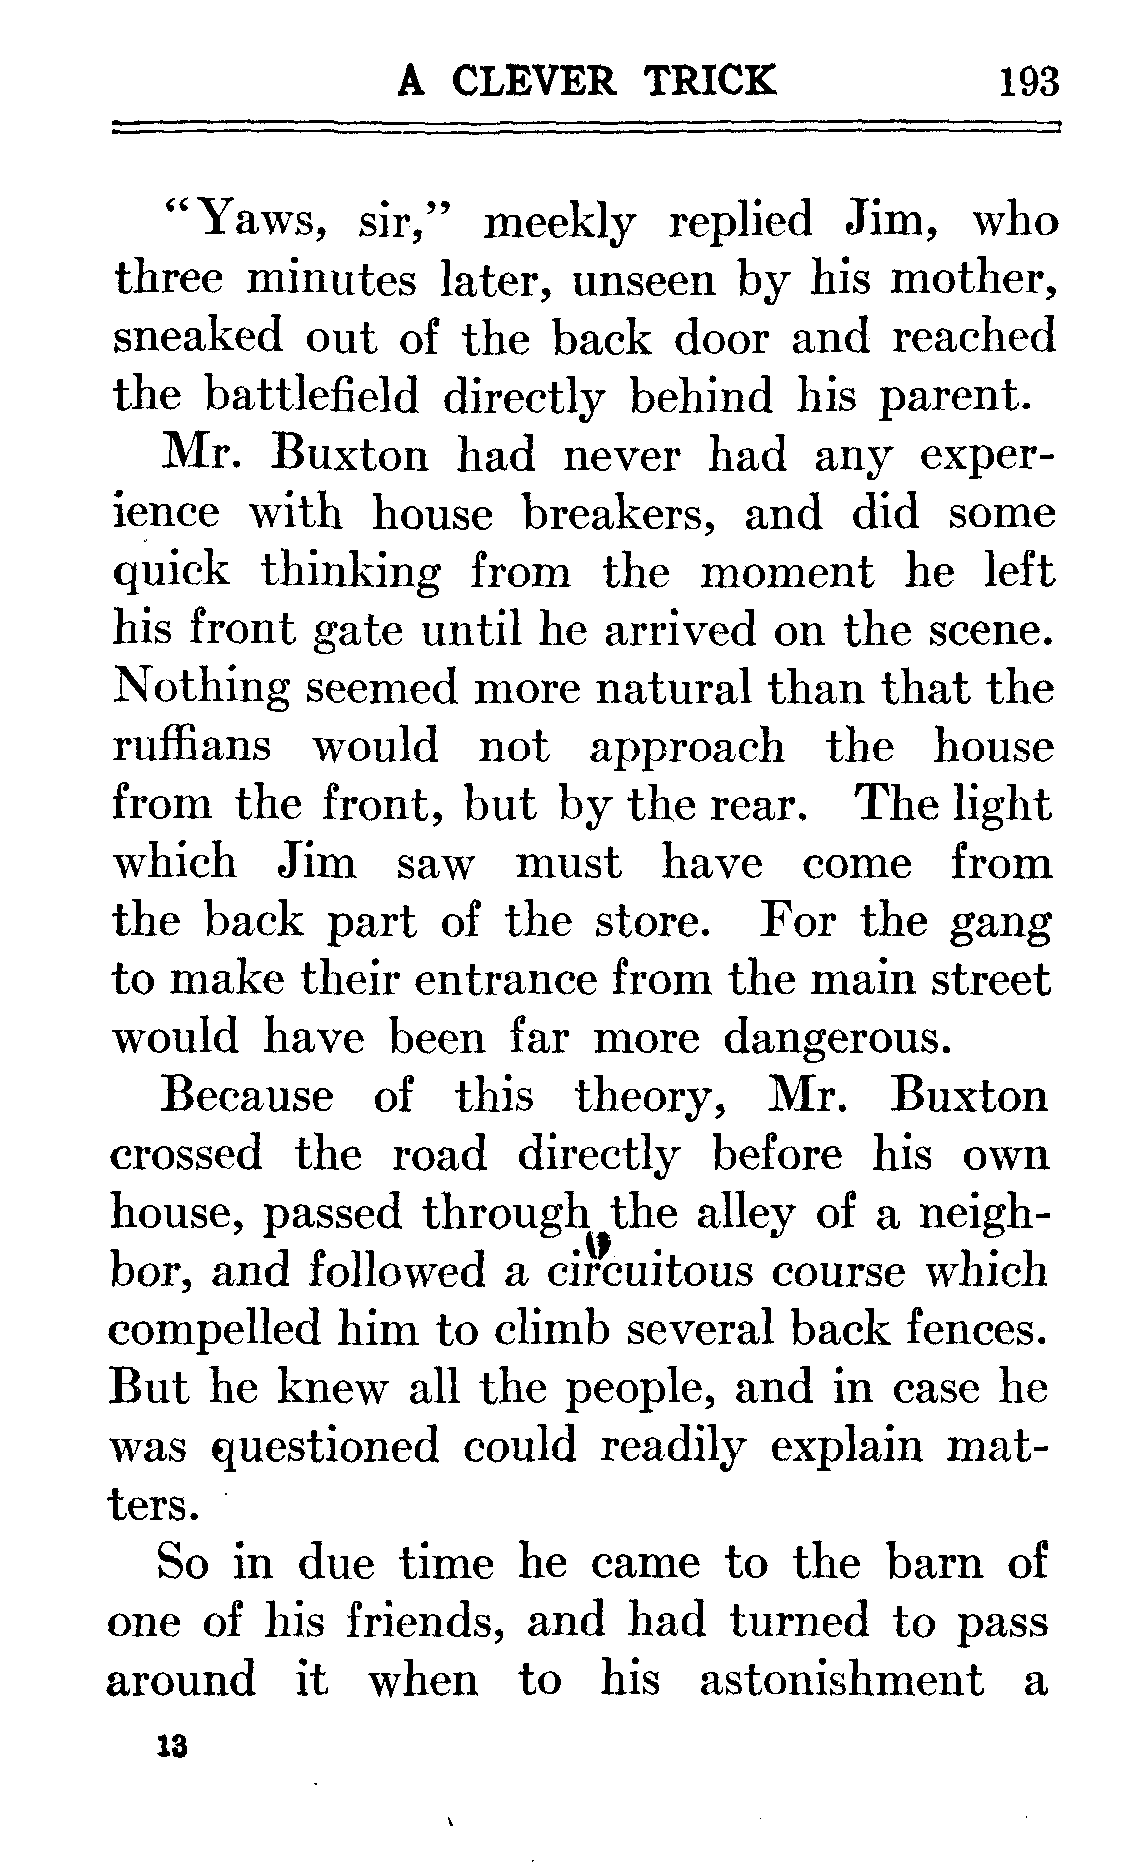 A CLEVER TRICK 193
“Yaws, sir,” meekly replied Jim, who
three minutes later, unseen by his mother,
sneaked out of the back door and reached
the battlefield directly behind his parent.
Mr. Buxton had never had any exper-
ience with house breakers, and did some
quick thinking from the moment he left
his front gate until he arrived on the scene.
Nothing seemed more natural than that the
ruffians would not approach the house
from the front, but by the rear. The light
which Jim saw must have come from
the back part of the store. For the gang
to make their entrance from the main street
would have been far more dangerous.
Because of this theory, Mr. Buxton
crossed the road directly before his own
house, passed through the alley of a neigh-
bor, and followed a circuitous course which
compelled him to climb several back fences.
But he knew all the people, and in case he
was questioned could readily explain mat-
ters.
So in due time he came to the barn of
one of his friends, and had turned to pass
around it when to his astonishment a
13